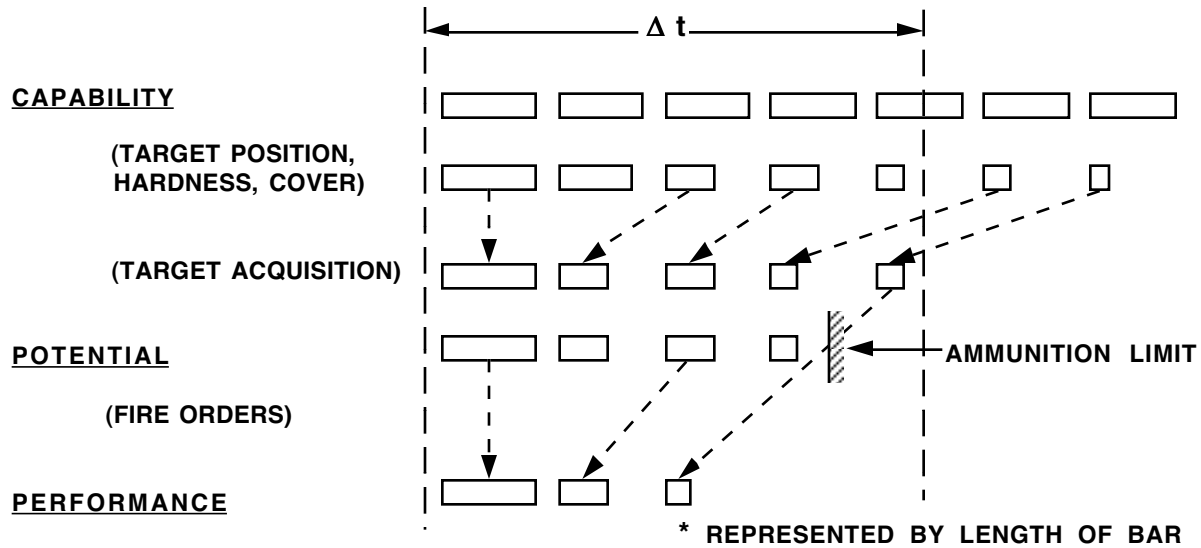 Δ t
CAPABILITY
(TARGET POSITION,
HARDNESS, COVER)
(TARGET ACQUISITION)
POTENTIAL
AMMUNITION LIMIT
(FIRE ORDERS)
PERFORMANCE
* REPRESENTED BY LENGTH OF BAR